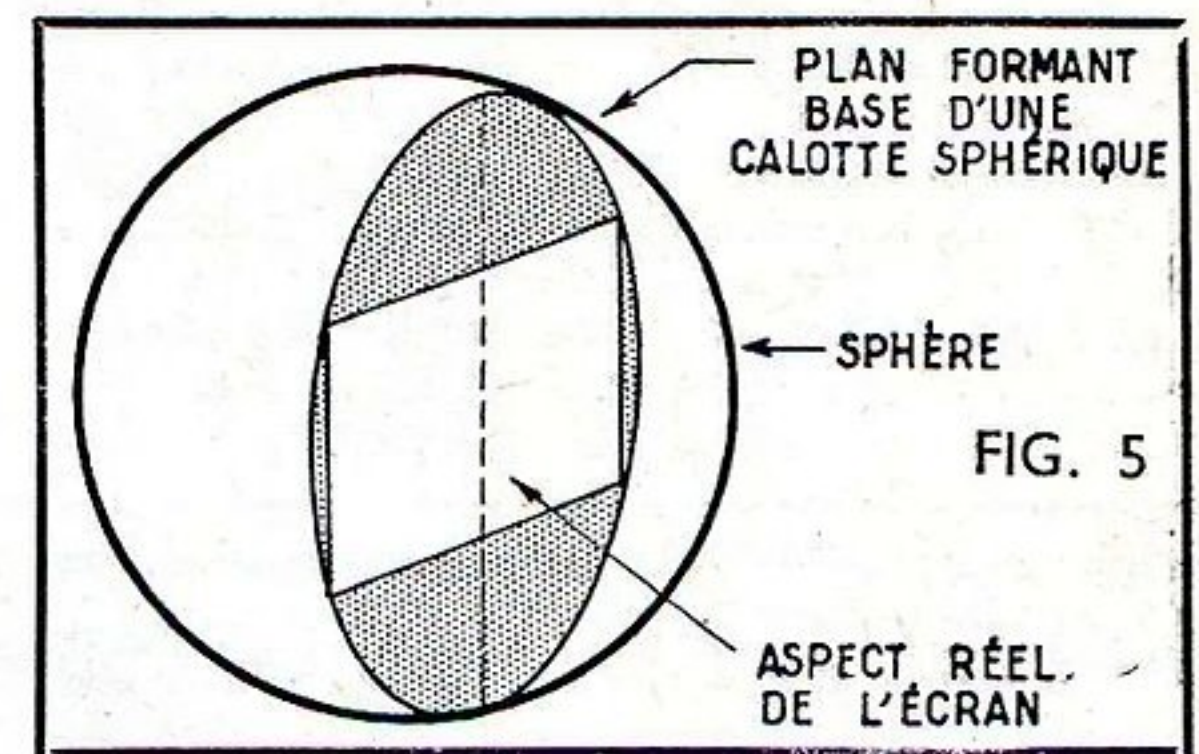 PLAN FORMANT
BASE D'UNE
CALOTTE SPHÉRIQUE
SPHÈRE
FIG. 5
ASPECT RÉEL
DE L'ÉCRAN